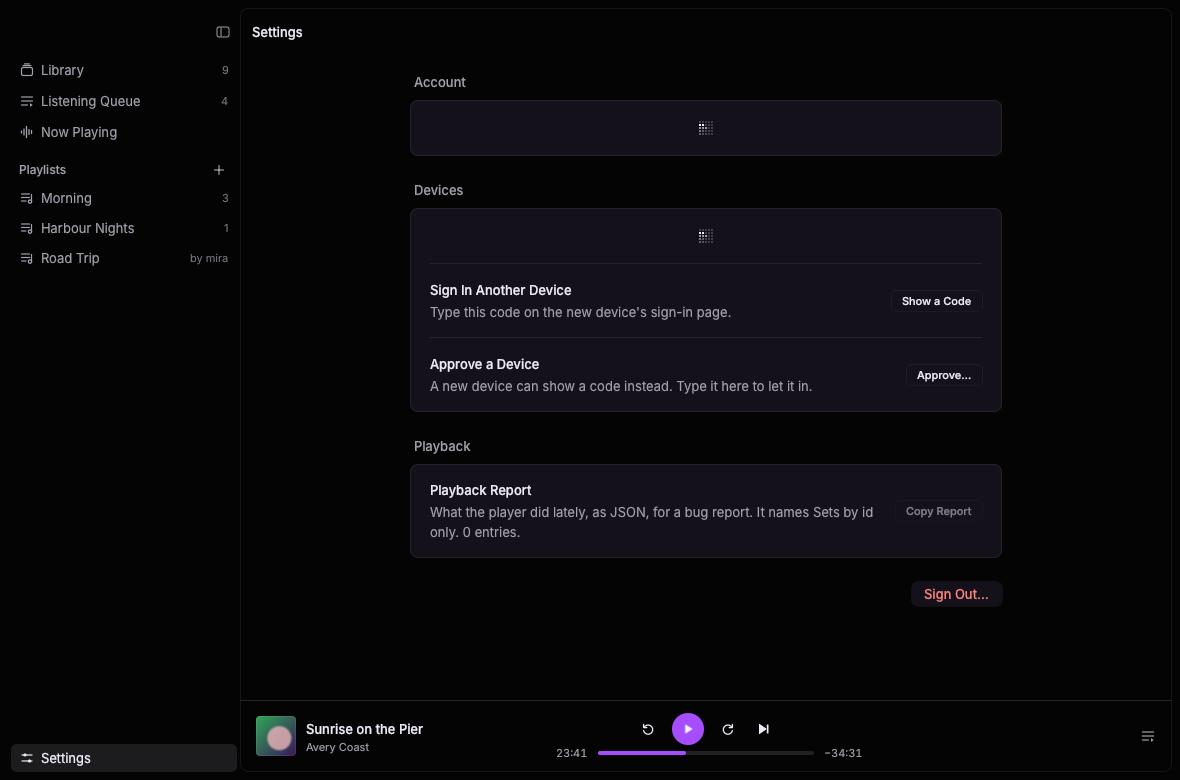 Settings
Library 9
Listening Queue 4
Now Playing
Playlists
Morning 3
Harbour Nights 1
Road Trip by mira
Settings
Account
Devices
Sign In Another Device
Type this code on the new device's sign-in page.
Show a Code
Approve a Device
A new device can show a code instead. Type it here to let it in.
Approve...
Playback
Playback Report
What the player did lately, as JSON, for a bug report. It names Sets by id
only. 0 entries.
Copy Report
Sign Out...
Sunrise on the Pier
Avery Coast
23:41
−34:31